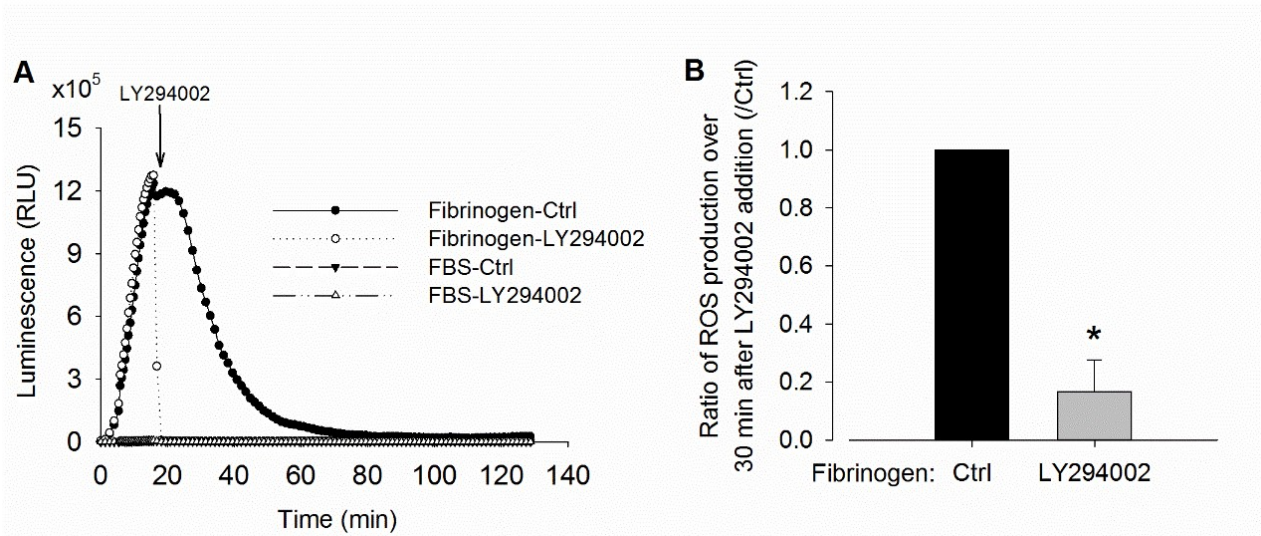 A
x10⁵
LY294002
15
12
9
6
3
0
Luminescence (RLU)
0 20 40 60 80 100 120 140
Time (min)
Fibrinogen-Ctrl
Fibrinogen-LY294002
FBS-Ctrl
FBS-LY294002
B
Ratio of ROS production over
30 min after LY294002 addition (/Ctrl)
1.2
1.0
0.8
0.6
0.4
0.2
0.0
*
Fibrinogen: Ctrl LY294002